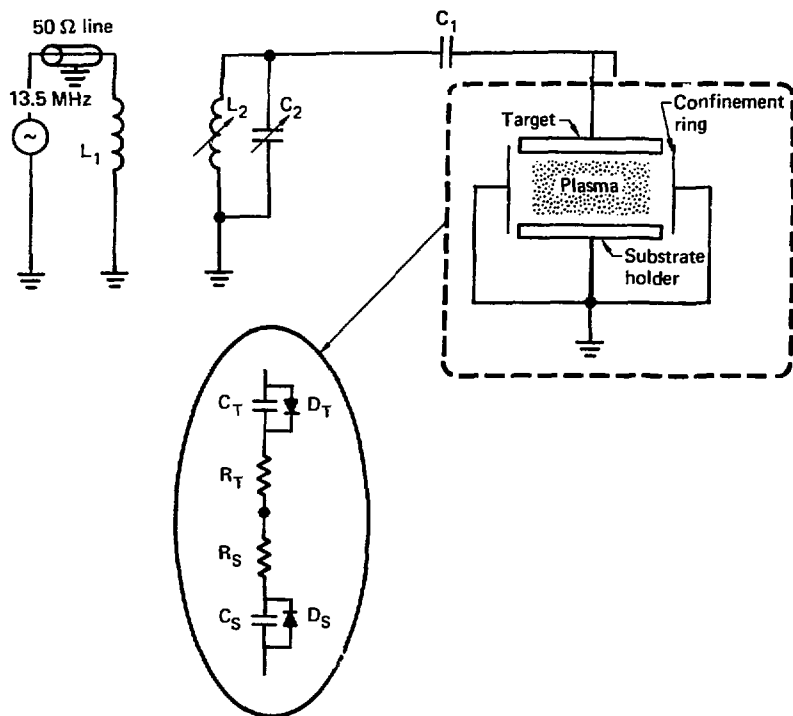 50 Ω line
13.5 MHz
~
L1
L2
C2
C1
Target
Plasma
Confinement
ring
Substrate
holder
CT
DT
RT
RS
CS
DS